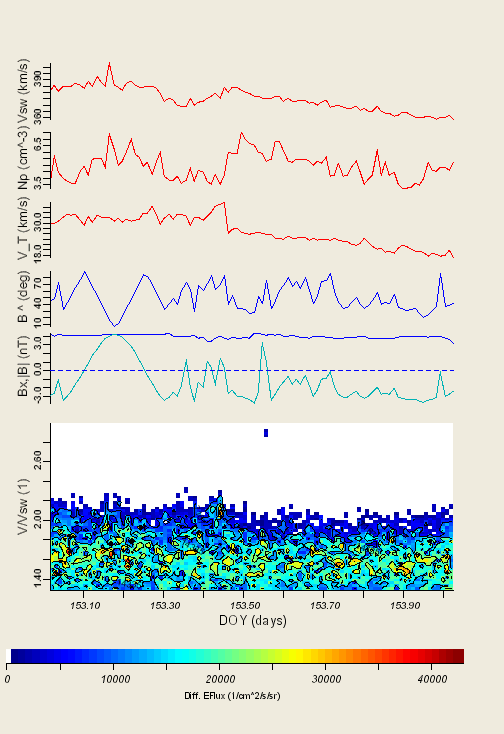 Vsw (km/s)
390
360
Np (cm^-3)
6.5
3.5
V_T (km/s)
30.0
18.0
B ^ (deg)
70
40
10
Bx,|B| (nT)
3.0
0.0
-3.0
V/Vsw (1)
2.60
2.00
1.40
153.10 153.30 153.50 153.70 153.90
DOY (days)
0 10000 20000 30000 40000
Diff. EFlux (1/cm^2/s/sr)